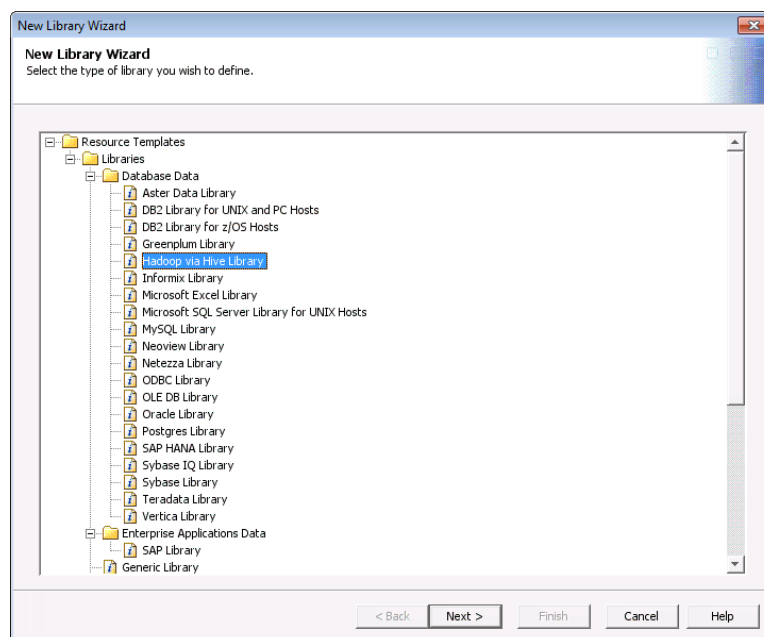 New Library Wizard
New Library Wizard
Select the type of library you wish to define.
Resource Templates
Libraries
Database Data
Aster Data Library
DB2 Library for UNIX and PC Hosts
DB2 Library for z/OS Hosts
Greenplum Library
Hadoop via Hive Library
Informix Library
Microsoft Excel Library
Microsoft SQL Server Library for UNIX Hosts
MySQL Library
Neoview Library
Netezza Library
ODBC Library
OLE DB Library
Oracle Library
Postgres Library
SAP HANA Library
Sybase IQ Library
Sybase Library
Teradata Library
Vertica Library
Enterprise Applications Data
SAP Library
Generic Library
< Back Next > Finish Cancel Help